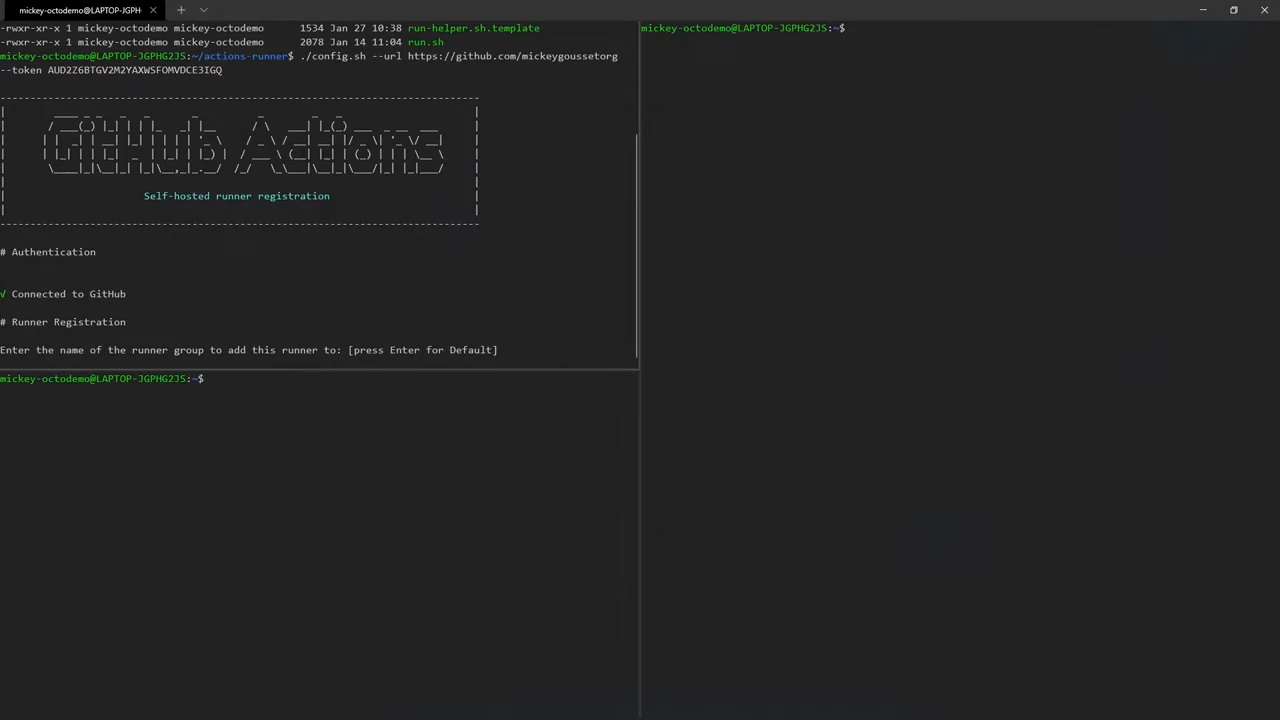 mickey-octodemo@LAPTOP-JGPH
-rwxr-xr-x 1 mickey-octodemo mickey-octodemo 1534 Jan 27 10:38 run-helper.sh.template
-rwxr-xr-x 1 mickey-octodemo mickey-octodemo 2078 Jan 14 11:04 run.sh
mickey-octodemo@LAPTOP-JGPHG2JS:~/actions-runner$ ./config.sh --url https://github.com/mickeygoussetorg
--token AUD2Z6BTGV2M2YAXWSFOMVDCE3IGQ
GitHub Actions
Self-hosted runner registration
# Authentication
√ Connected to GitHub
# Runner Registration
Enter the name of the runner group to add this runner to: [press Enter for Default]
mickey-octodemo@LAPTOP-JGPHG2JS:~$
mickey-octodemo@LAPTOP-JGPHG2JS:~$